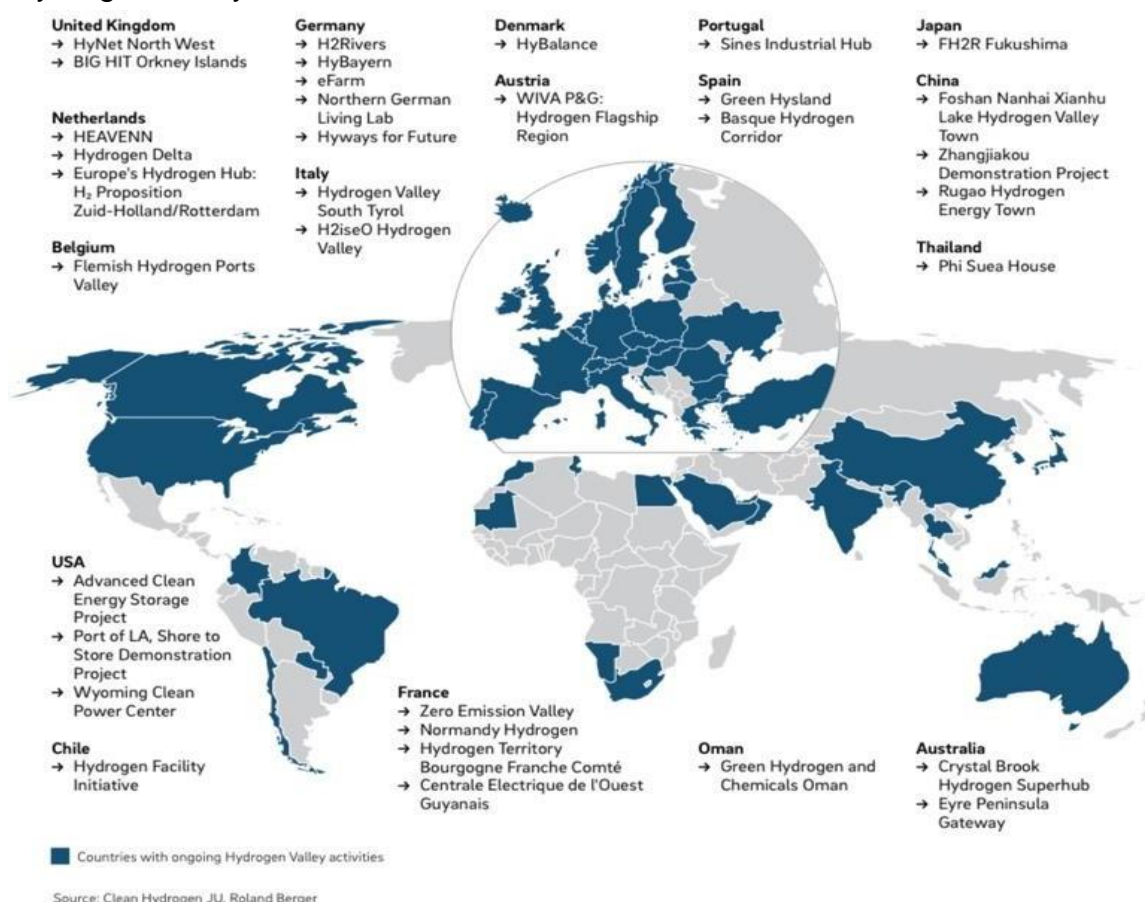 United Kingdom
→ HyNet North West
→ BIG HIT Orkney Islands
Netherlands
→ HEAVENN
→ Hydrogen Delta
→ Europe's Hydrogen Hub:
H₂ Proposition
Zuid-Holland/Rotterdam
Belgium
→ Flemish Hydrogen Ports
Valley
Germany
→ H2Rivers
→ HyBayern
→ eFarm
→ Northern German
Living Lab
→ Hyways for Future
Italy
→ Hydrogen Valley
South Tyrol
→ H2iseO Hydrogen
Valley
Denmark
→ HyBalance
Austria
→ WIVA P&G:
Hydrogen Flagship
Region
Portugal
→ Sines Industrial Hub
Spain
→ Green Hysland
→ Basque Hydrogen
Corridor
Japan
→ FH2R Fukushima
China
→ Foshan Nanhai Xianhu
Lake Hydrogen Valley
Town
→ Zhangjiakou
Demonstration Project
→ Rugao Hydrogen
Energy Town
Thailand
→ Phi Suea House
USA
→ Advanced Clean
Energy Storage
Project
→ Port of LA, Shore to
Store Demonstration
Project
→ Wyoming Clean
Power Center
Chile
→ Hydrogen Facility
Initiative
France
→ Zero Emission Valley
→ Normandy Hydrogen
→ Hydrogen Territory
Bourgogne Franche Comté
→ Centrale Electrique de l'Ouest
Guyanais
Oman
→ Green Hydrogen and
Chemicals Oman
Australia
→ Crystal Brook
Hydrogen Superhub
→ Eyre Peninsula
Gateway
Countries with ongoing Hydrogen Valley activities
Source: Clean Hydrogen JU, Roland Berger